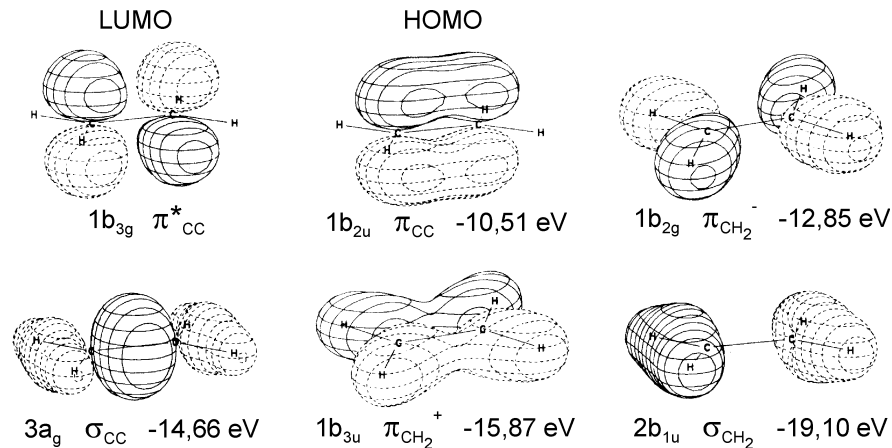 LUMO HOMO
H C C H H H
H C C H H H
H C C H H H
1b3g π*CC 1b2u πCC -10,51 eV 1b2g πCH2- -12,85 eV
H C C H H H
H C C H H H
H C C H H H
3ag σCC -14,66 eV 1b3u πCH2+ -15,87 eV 2b1u σCH2 -19,10 eV